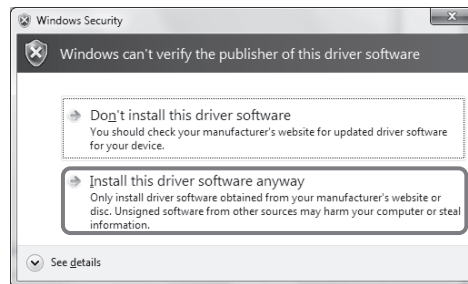 Windows Security
Windows can't verify the publisher of this driver software
Don't install this driver software
You should check your manufacturer's website for updated driver software
for your device.
Install this driver software anyway
Only install driver software obtained from your manufacturer's website or
disc. Unsigned software from other sources may harm your computer or steal
information.
See details